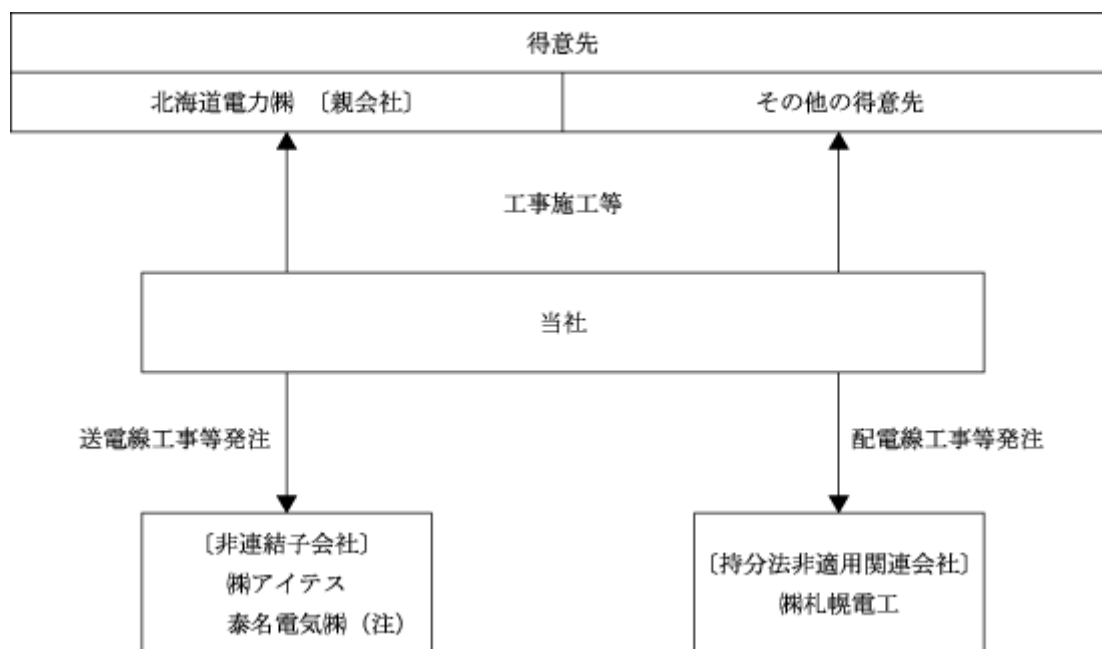 得意先
北海道電力㈱ 〔親会社〕
その他の得意先
工事施工等
当社
送電線工事等発注
配電線工事等発注
〔非連結子会社〕
㈱アイテス
泰名電気㈱（注）
〔持分法非適用関連会社〕
㈱札幌電工